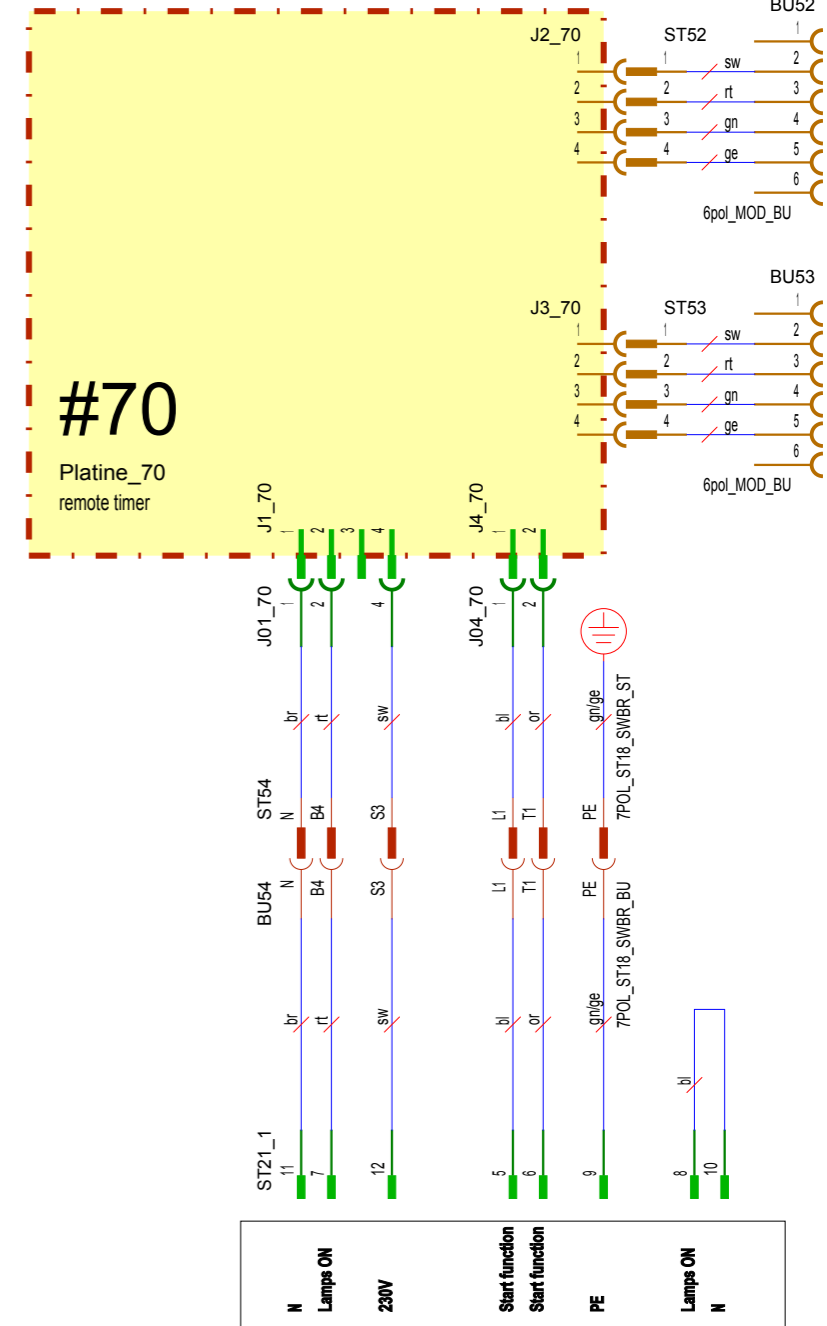 BU52
J2_70 ST52 1
1 1 sw 2
2 2 rt 3
3 3 gn 4
4 4 ge 5
6
6pol_MOD_BU
BU53
J3_70 ST53 1
1 1 sw 2
2 2 rt 3
3 3 gn 4
4 4 ge 5
6
6pol_MOD_BU
#70
Platine_70
remote timer
J1_70 1 2 3 4
J4_70 1 2
J01_70 1 2 4
J04_70 1 2
br rt sw bl or gn/ge
7POL_ST18_SWBR_ST
ST54 N B4 S3 L1 T1 PE
BU54 N B4 S3 L1 T1 PE
7POL_ST18_SWBR_BU
br rt sw bl or gn/ge
bl
ST21_1 11 7 12 5 6 9 8 10
N
Lamps ON
230V
Start function
Start function
PE
Lamps ON
N